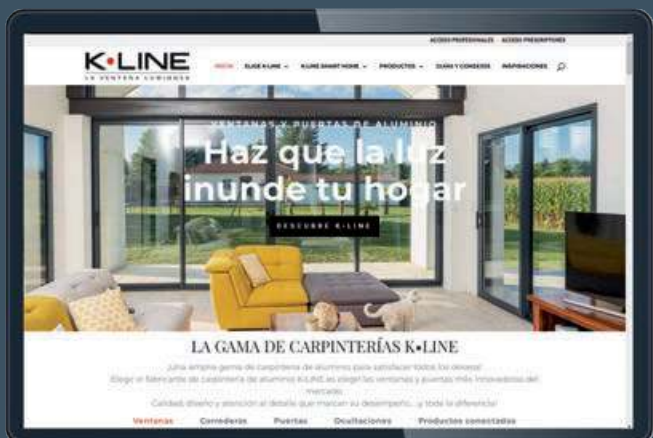 ACCESO PROFESIONALES ACCESO PRESCRIPTORES
K•LINE
LA VENTANA LUMINOSA
INICIO ELIGE K•LINE K•LINE SMART HOME PRODUCTOS GUÍAS Y CONSEJOS INSPIRACIONES
VENTANAS Y PUERTAS DE ALUMINIO
Haz que la luz
inunde tu hogar
DESCUBRE K•LINE
LA GAMA DE CARPINTERÍAS K•LINE
¡Una amplia gama de carpintería de aluminio para satisfacer todos los deseos!
Elegir el fabricante de carpintería de aluminio K•LINE es elegir las ventanas y puertas más innovadoras del
mercado.
Calidad, diseño y atención al detalle que marcan su desempeño... ¡y toda la diferencia!
Ventanas Correderas Puertas Ocultaciones Productos conectados